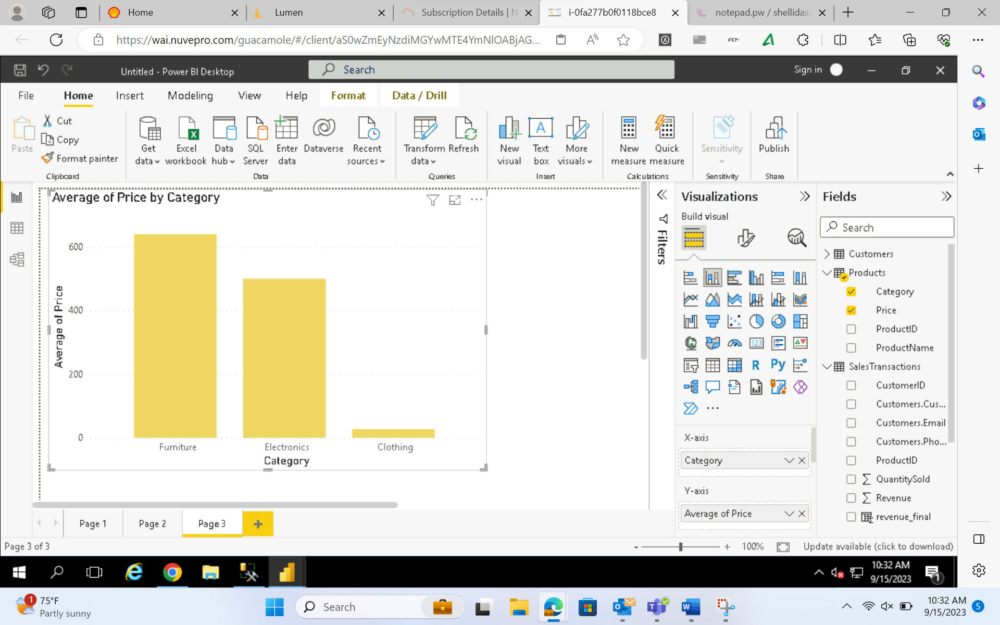 Home
Lumen
Subscription Details | N
i-0fa277b0f0118bce8
notepad.pw / shellidase
https://wai.nuvepro.com/guacamole/#/client/aS0wZmEyNzdiMGYwMTE4YmNlOABjAG...
FCM
Untitled - Power BI Desktop
Search
Sign in
File Home Insert Modeling View Help Format Data / Drill
Paste
Cut
Copy
Format painter
Clipboard
Get data
Excel workbook
Data hub
SQL Server
Enter data
Dataverse
Recent sources
Data
Transform data
Refresh
Queries
New visual
Text box
More visuals
Insert
New measure
Quick measure
Calculations
Sensitivity
Sensitivity
Publish
Share
Average of Price by Category
600
400
200
0
Average of Price
Furniture
Electronics
Clothing
Category
Filters
Visualizations
Build visual
123
R
Py
X-axis
Category
Y-axis
Average of Price
Fields
Search
Customers
Products
Category
Price
ProductID
ProductName
SalesTransactions
CustomerID
Customers.Cus...
Customers.Email
Customers.Pho...
ProductID
QuantitySold
Revenue
revenue_final
Page 1
Page 2
Page 3
Page 3 of 3
- + 100%
Update available (click to download)
10:32 AM
9/15/2023
1
1
75°F
Partly sunny
Search
10:32 AM
9/15/2023
5